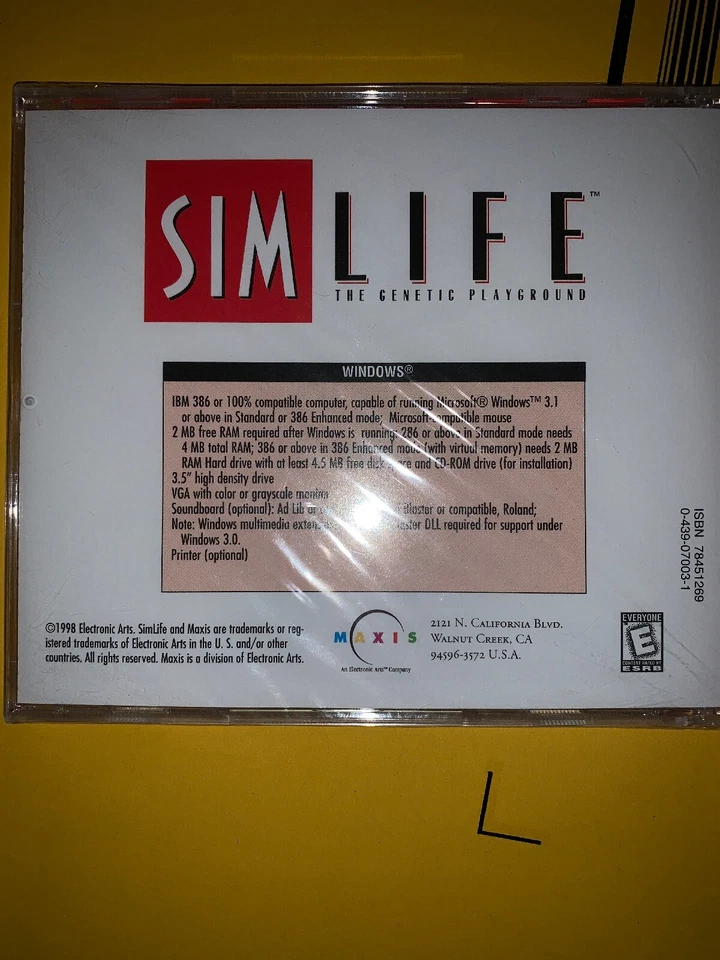 SIM LIFE™
THE GENETIC PLAYGROUND
WINDOWS®
IBM 386 or 100% compatible computer, capable of running Microsoft® Windows™ 3.1
or above in Standard or 386 Enhanced mode; Microsoft-compatible mouse
2 MB free RAM required after Windows is running; 286 or above in Standard mode needs
4 MB total RAM; 386 or above in 386 Enhanced mode (with virtual memory) needs 2 MB
RAM Hard drive with at least 4.5 MB free disk space and CD-ROM drive (for installation)
3.5" high density drive
VGA with color or grayscale monitor
Soundboard (optional): Ad Lib or Blaster or compatible, Roland;
Note: Windows multimedia DLL required for support under
Windows 3.0.
Printer (optional)
©1998 Electronic Arts. SimLife and Maxis are trademarks or reg-
istered trademarks of Electronic Arts in the U. S. and/or other
countries. All rights reserved. Maxis is a division of Electronic Arts.
MAXIS
An Electronic Arts™ Company
2121 N. California Blvd.
Walnut Creek, CA
94596-3572 U.S.A.
EVERYONE
E
CONTENT RATED BY
ESRB
ISBN 78451269
0-439-07003-1